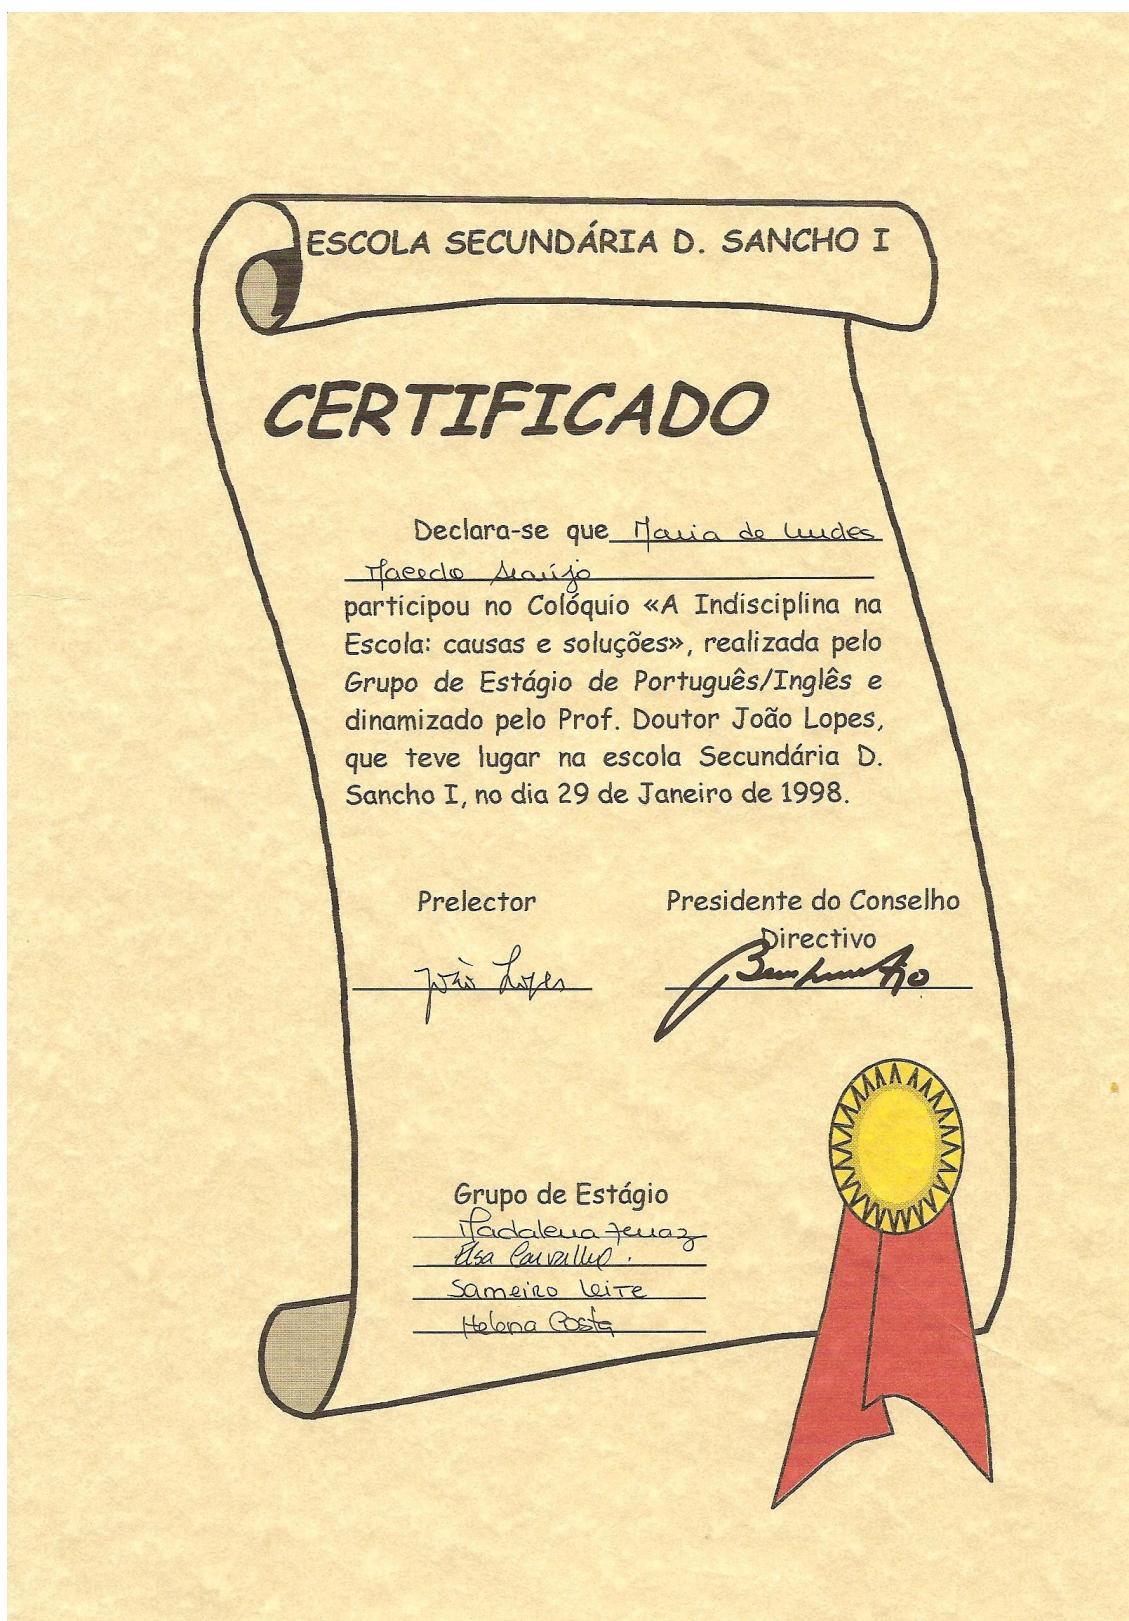 ESCOLA SECUNDÁRIA D. SANCHO I
CERTIFICADO
Declara-se que Maria de Lurdes
Macedo Araújo
participou no Colóquio «A Indisciplina na
Escola: causas e soluções», realizada pelo
Grupo de Estágio de Português/Inglês e
dinamizado pelo Prof. Doutor João Lopes,
que teve lugar na escola Secundária D.
Sancho I, no dia 29 de Janeiro de 1998.
Prelector
Presidente do Conselho
Directivo
João Lopes
Grupo de Estágio
Madalena Ferraz
Elsa Carvalho.
Sameiro Leite
Helena Costa